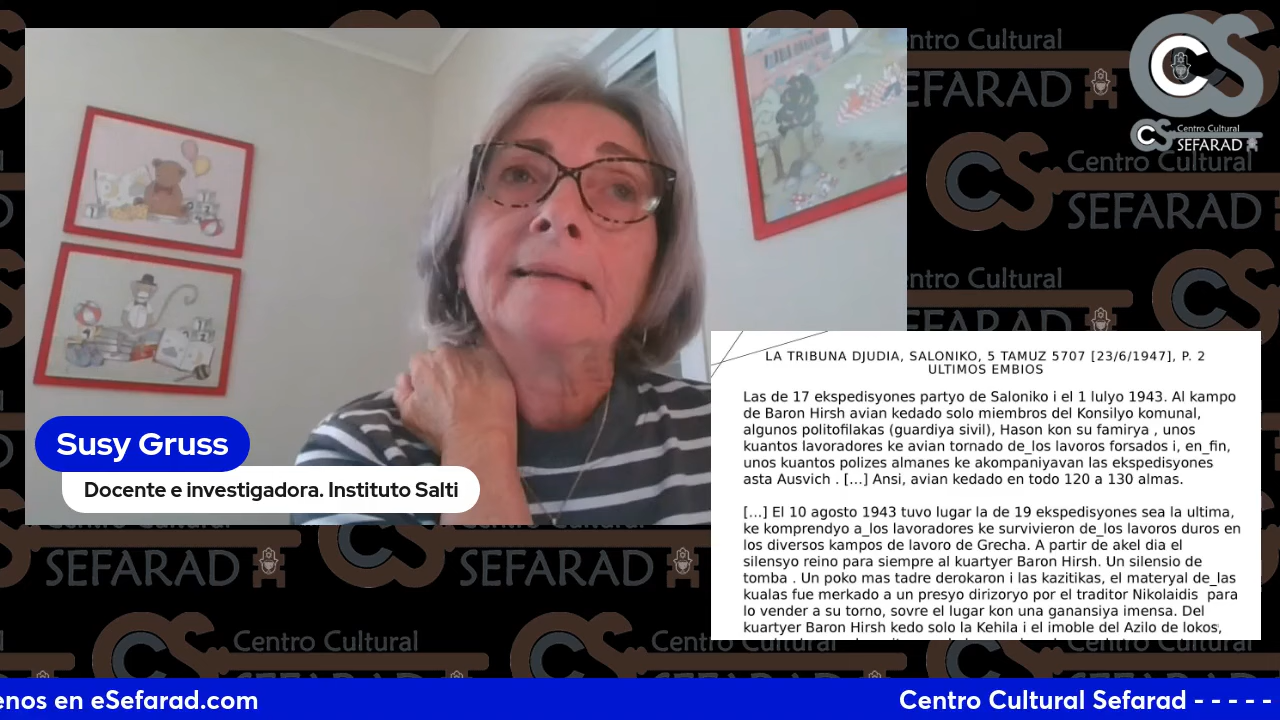 Centro Cultural
SEFARAD
Susy Gruss
Docente e investigadora. Instituto Salti
LA TRIBUNA DJUDIA, SALONIKO, 5 TAMUZ 5707 [23/6/1947], P. 2
ULTIMOS EMBIOS
Las de 17 ekspedisyones partyo de Saloniko i el 1 lulyo 1943. Al kampo
de Baron Hirsh avian kedado solo miembros del Konsilyo komunal,
algunos politofilakas (guardiya sivil), Hason kon su famirya , unos
kuantos lavoradores ke avian tornado de_los lavoros forsados i, en_fin,
unos kuantos polizes almanes ke akompaniyavan las ekspedisyones
asta Ausvich . [...] Ansi, avian kedado en todo 120 a 130 almas.
[...] El 10 agosto 1943 tuvo lugar la de 19 ekspedisyones sea la ultima,
ke komprendyo a_los lavoradores ke survivieron de_los lavoros duros en
los diversos kampos de lavoro de Grecha. A partir de akel dia el
silensyo reino para siempre al kuartyer Baron Hirsh. Un silensio de
tomba . Un poko mas tadre derokaron i las kazitikas, el materyal de_las
kualas fue merkado a un presyo dirizoryo por el traditor Nikolaidis para
lo vender a su torno, sovre el lugar kon una ganansiya imensa. Del
kuartyer Baron Hirsh kedo solo la Kehila i el imoble del Azilo de lokos,
enos en eSefarad.com
Centro Cultural Sefarad - - - - -